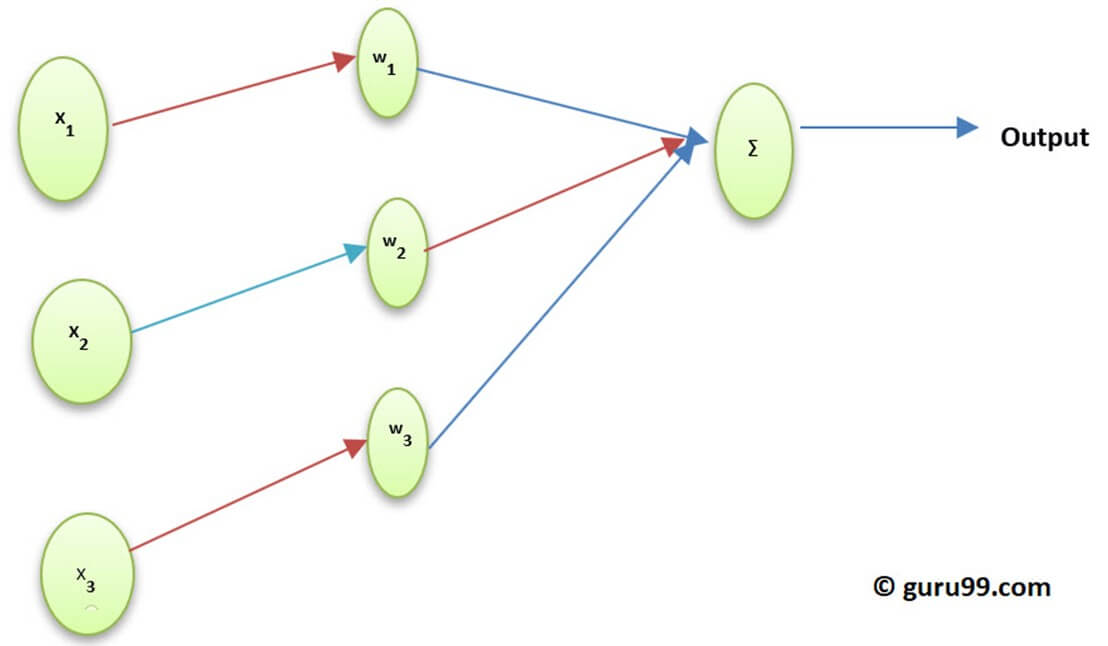 X₁
w₁
X₂
w₂
X₃
w₃
Σ
Output
© guru99.com